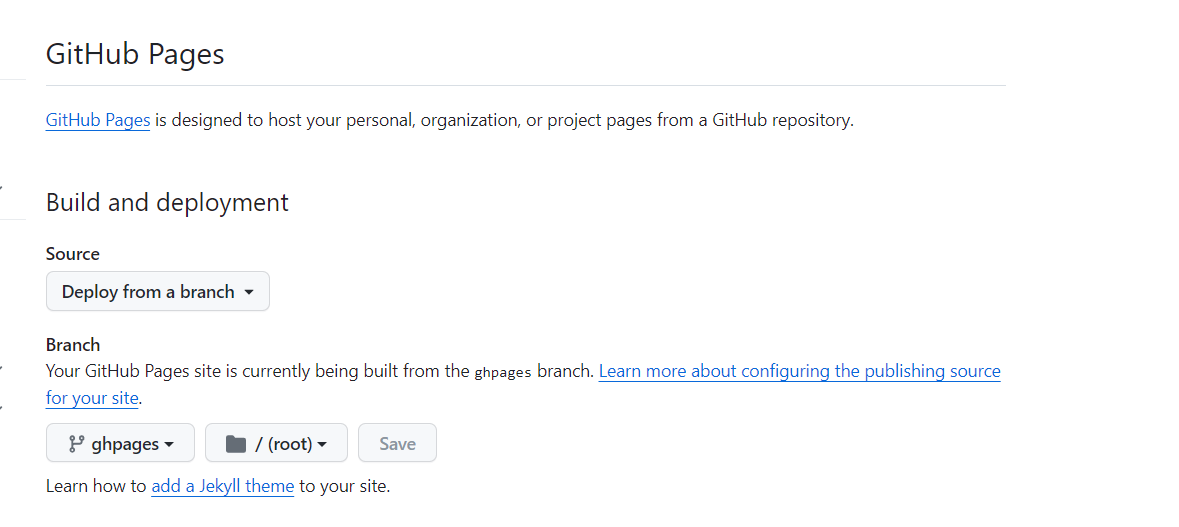 GitHub Pages
GitHub Pages is designed to host your personal, organization, or project pages from a GitHub repository.
Build and deployment
Source
Deploy from a branch
Branch
Your GitHub Pages site is currently being built from the ghpages branch. Learn more about configuring the publishing source
for your site.
ghpages / (root) Save
Learn how to add a Jekyll theme to your site.